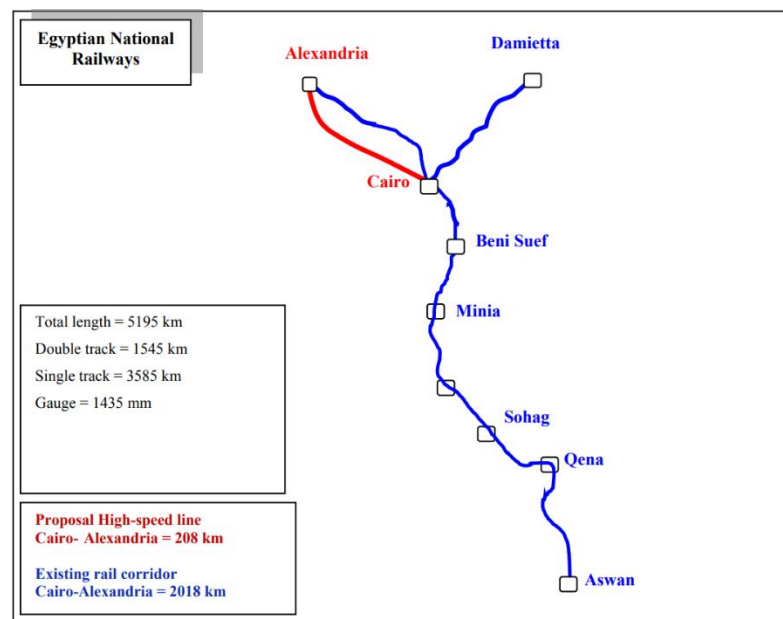 Egyptian National
Railways
Damietta
Alexandria
Cairo
Beni Suef
Minia
Sohag
Qena
Aswan
Total length = 5195 km
Double track = 1545 km
Single track = 3585 km
Gauge = 1435 mm
Proposal High-speed line
Cairo- Alexandria = 208 km
Existing rail corridor
Cairo-Alexandria = 2018 km